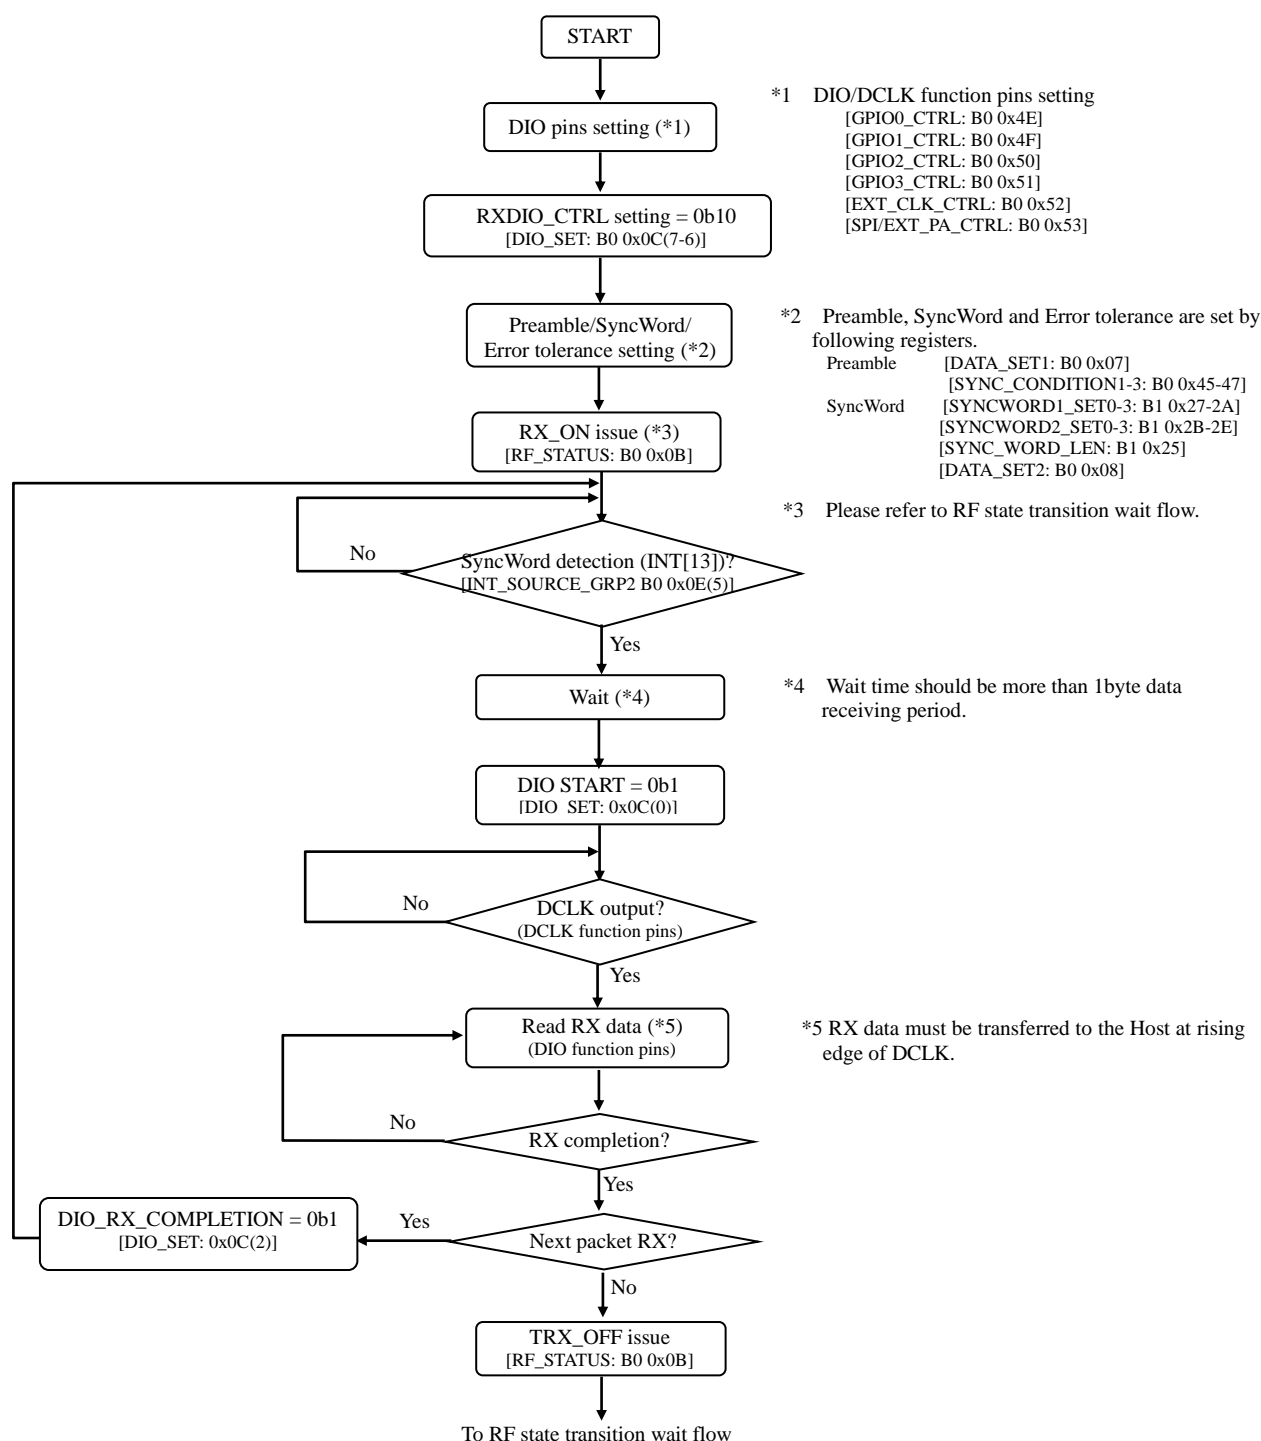 START
DIO pins setting (*1)
*1 DIO/DCLK function pins setting
[GPIO0_CTRL: B0 0x4E]
[GPIO1_CTRL: B0 0x4F]
[GPIO2_CTRL: B0 0x50]
[GPIO3_CTRL: B0 0x51]
[EXT_CLK_CTRL: B0 0x52]
[SPI/EXT_PA_CTRL: B0 0x53]
RXDIO_CTRL setting = 0b10
[DIO_SET: B0 0x0C(7-6)]
Preamble/SyncWord/
Error tolerance setting (*2)
*2 Preamble, SyncWord and Error tolerance are set by
following registers.
Preamble [DATA_SET1: B0 0x07]
[SYNC_CONDITION1-3: B0 0x45-47]
SyncWord [SYNCWORD1_SET0-3: B1 0x27-2A]
[SYNCWORD2_SET0-3: B1 0x2B-2E]
[SYNC_WORD_LEN: B1 0x25]
[DATA_SET2: B0 0x08]
RX_ON issue (*3)
[RF_STATUS: B0 0x0B]
*3 Please refer to RF state transition wait flow.
No
SyncWord detection (INT[13])?
[INT_SOURCE_GRP2 B0 0x0E(5)]
Yes
Wait (*4)
*4 Wait time should be more than 1byte data
receiving period.
DIO START = 0b1
[DIO_SET: 0x0C(0)]
No
DCLK output?
(DCLK function pins)
Yes
Read RX data (*5)
(DIO function pins)
*5 RX data must be transferred to the Host at rising
edge of DCLK.
No
RX completion?
Yes
DIO_RX_COMPLETION = 0b1
[DIO_SET: 0x0C(2)]
Yes
Next packet RX?
No
TRX_OFF issue
[RF_STATUS: B0 0x0B]
To RF state transition wait flow